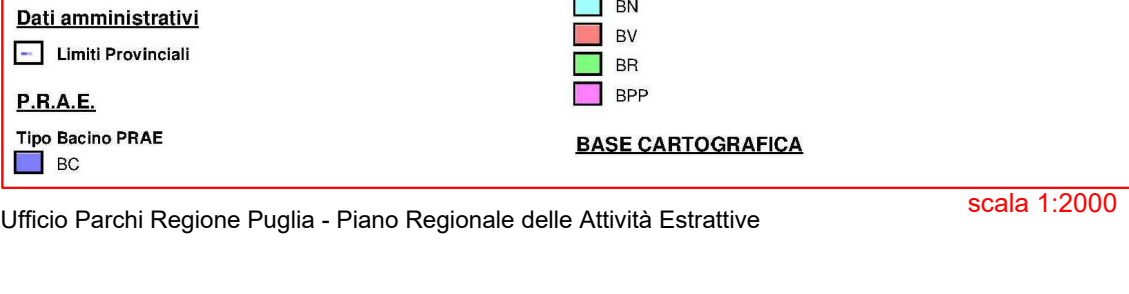 Dati amministrativi
Limiti Provinciali
P.R.A.E.
Tipo Bacino PRAE
BC
BN
BV
BR
BPP
BASE CARTOGRAFICA
scala 1:2000
Ufficio Parchi Regione Puglia - Piano Regionale delle Attività Estrattive